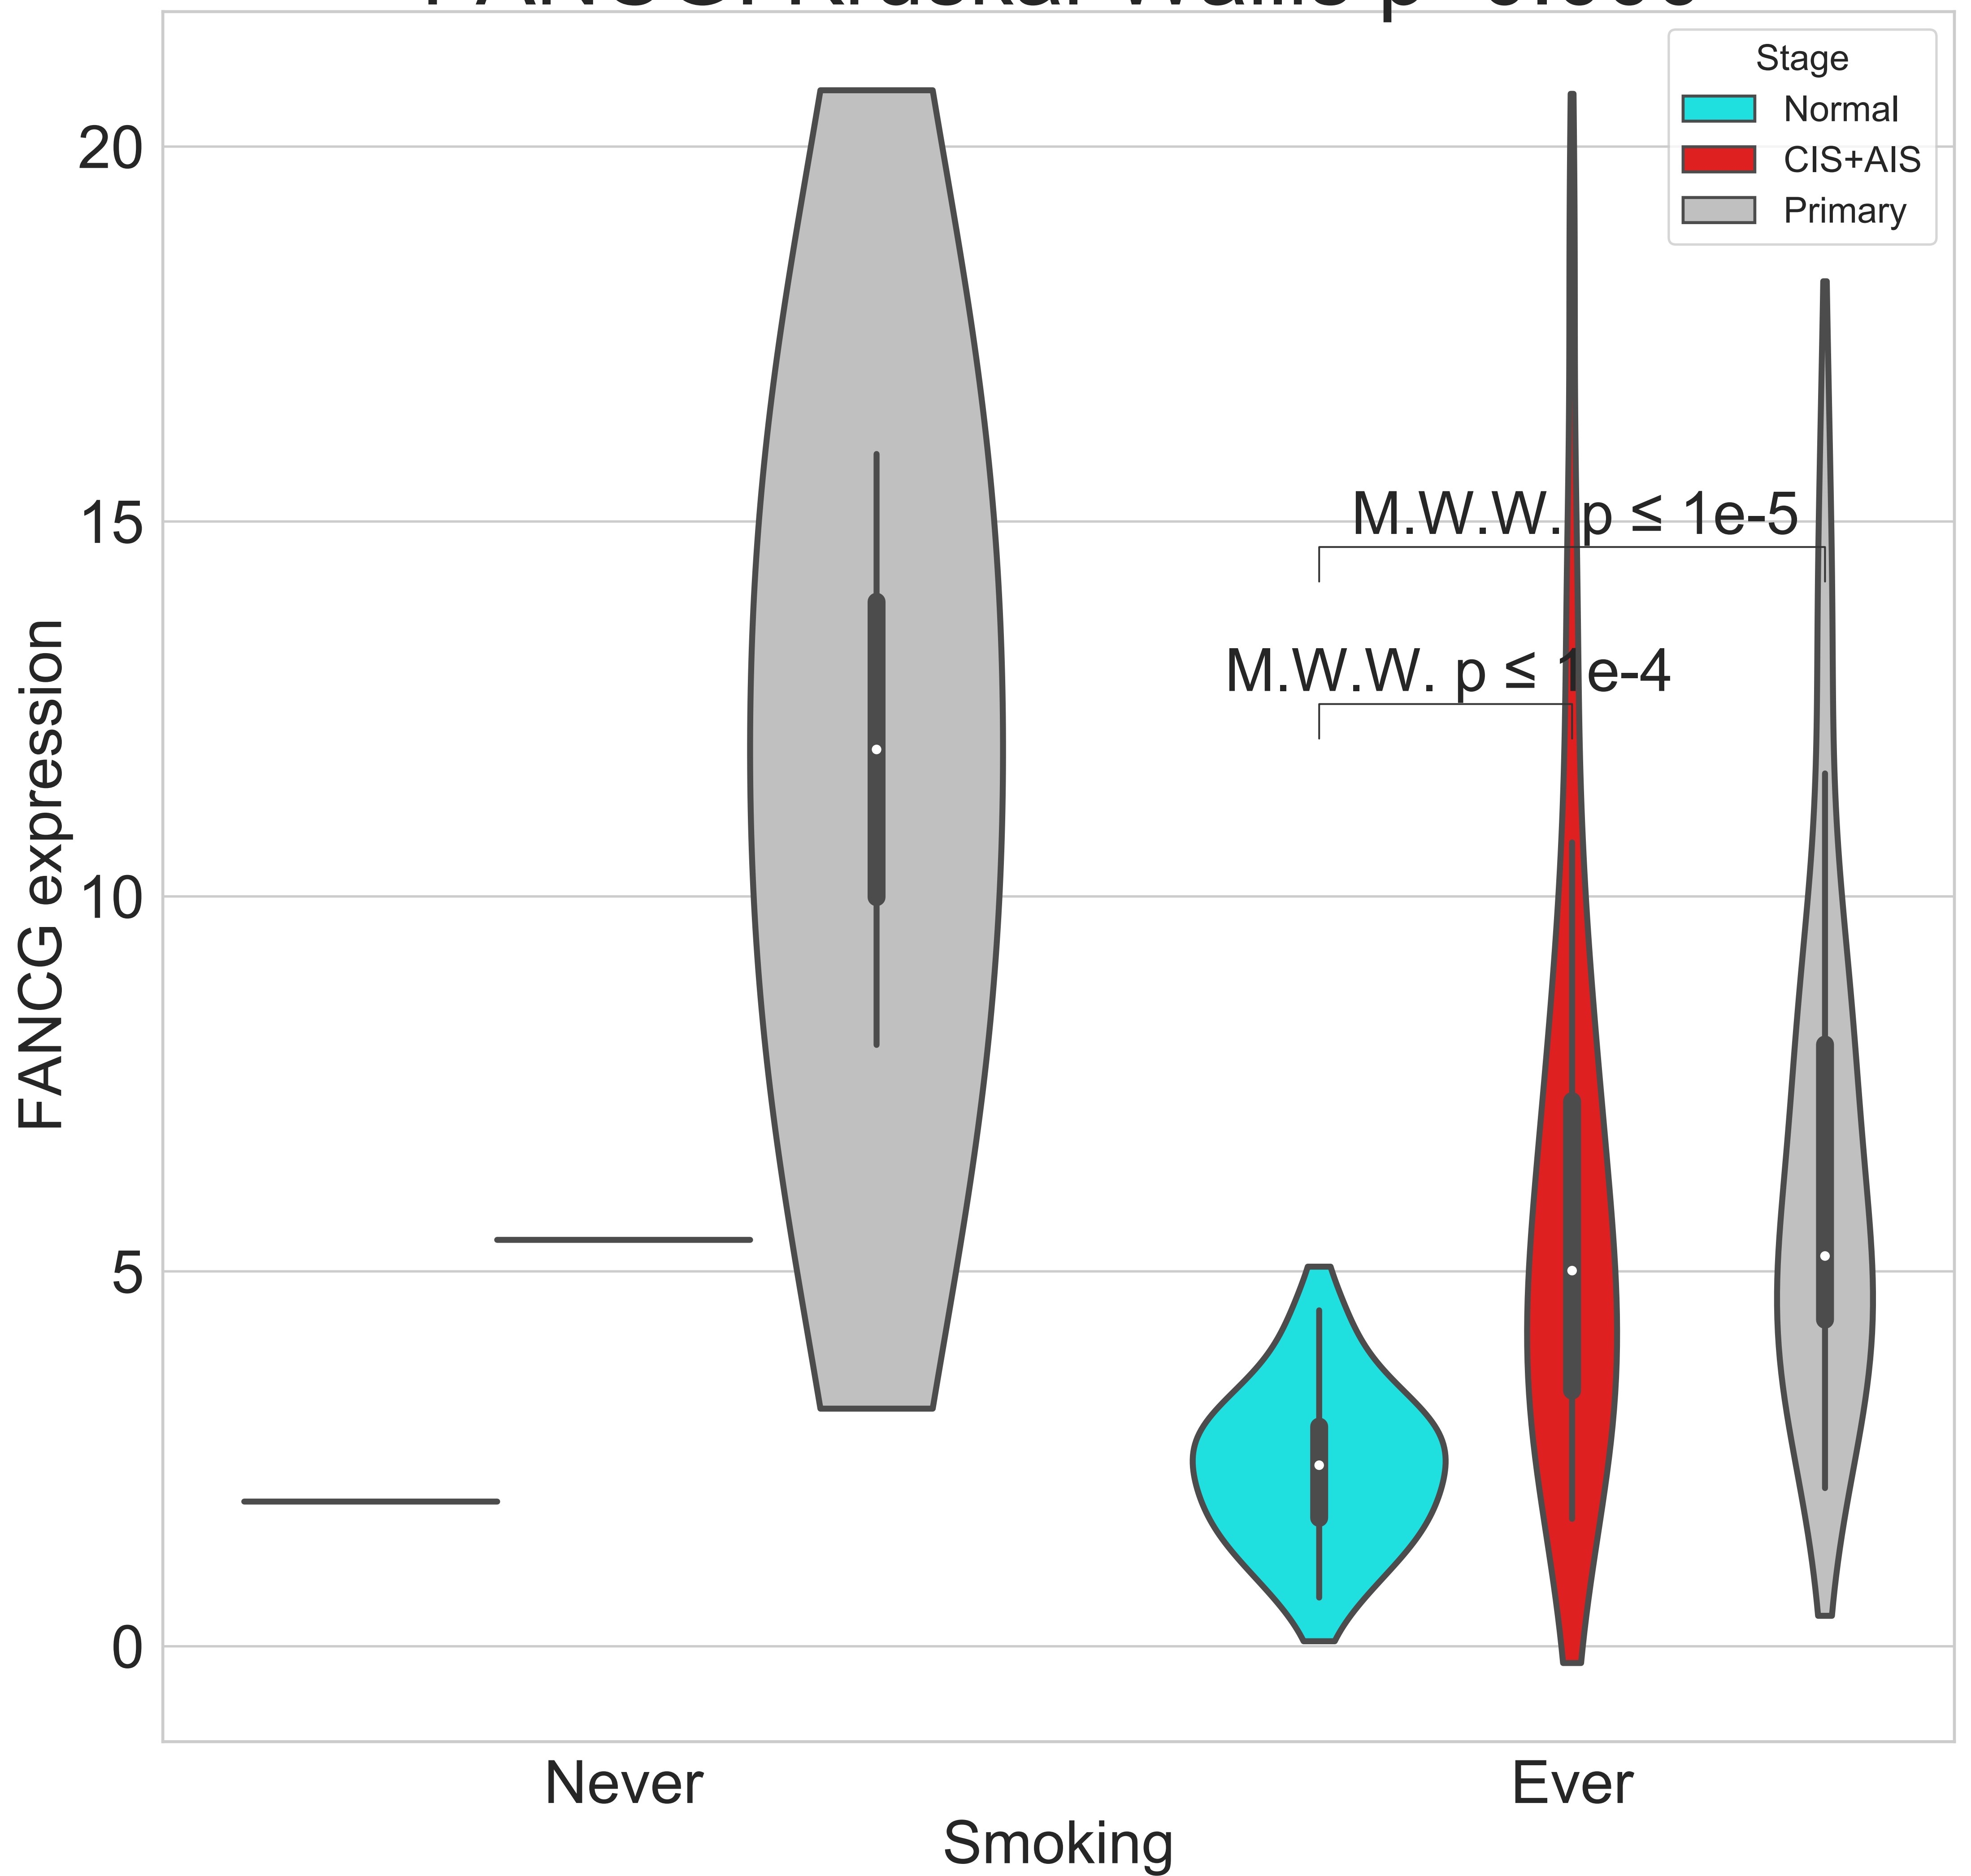 Stage
Normal
CIS+AIS
Primary
20
15
10
5
0
FANCG expression
M.W.W. p ≤ 1e-5
M.W.W. p ≤ 1e-4
Never
Ever
Smoking